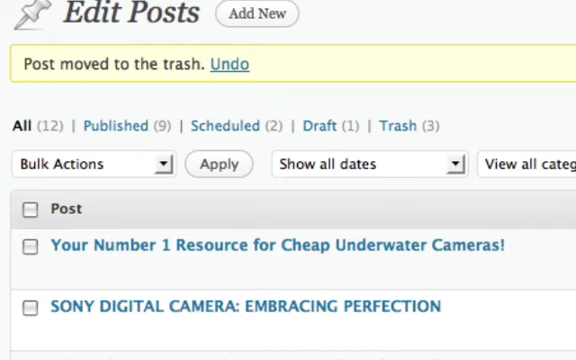 Edit Posts Add New
Post moved to the trash. Undo
All (12) | Published (9) | Scheduled (2) | Draft (1) | Trash (3)
Bulk Actions Apply Show all dates View all categ
Post
Your Number 1 Resource for Cheap Underwater Cameras!
SONY DIGITAL CAMERA: EMBRACING PERFECTION